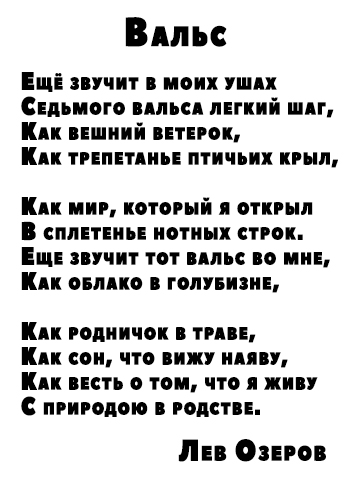 Вальс
Ещё звучит в моих ушах
Седьмого вальса легкий шаг,
Как вешний ветерок,
Как трепетанье птичьих крыл,
Как мир, который я открыл
В сплетенье нотных строк.
Еще звучит тот вальс во мне,
Как облако в голубизне,
Как родничок в траве,
Как сон, что вижу наяву,
Как весть о том, что я живу
С природою в родстве.
Лев Озеров